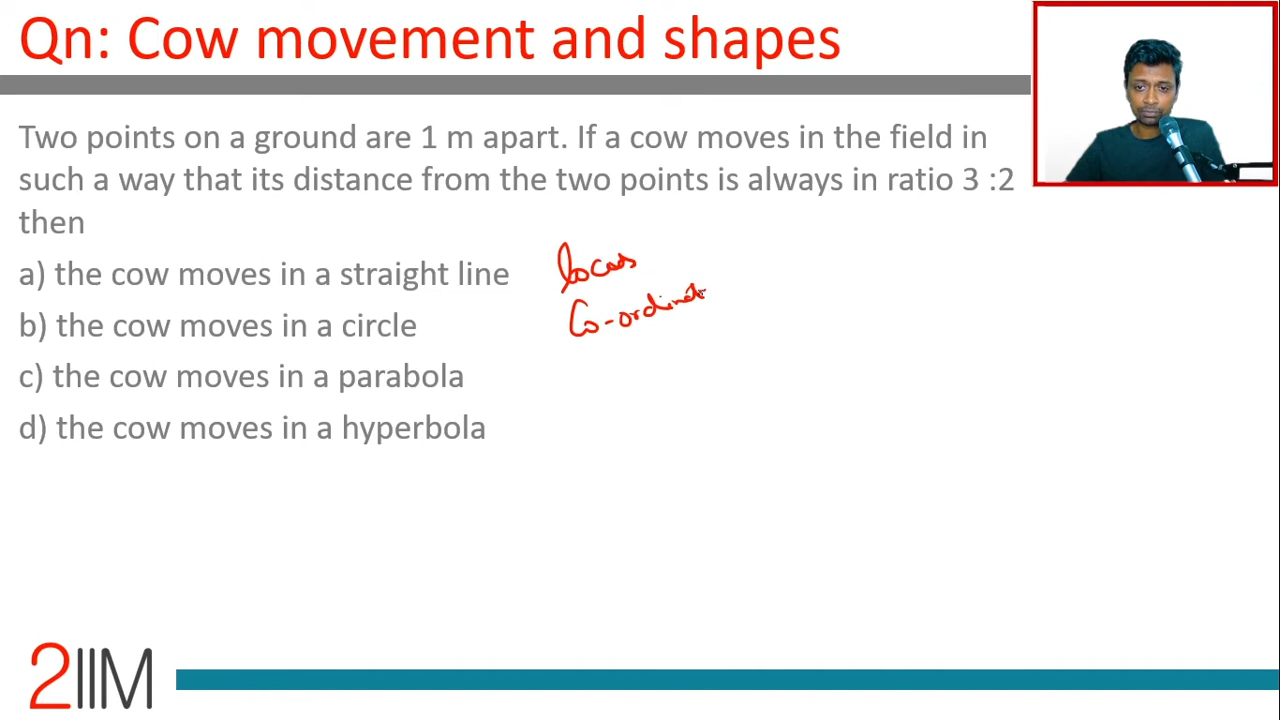 Qn: Cow movement and shapes
Two points on a ground are 1 m apart. If a cow moves in the field in
such a way that its distance from the two points is always in ratio 3 :2
then
a) the cow moves in a straight line
locus
b) the cow moves in a circle
Co-ordinat
c) the cow moves in a parabola
d) the cow moves in a hyperbola
2IIM